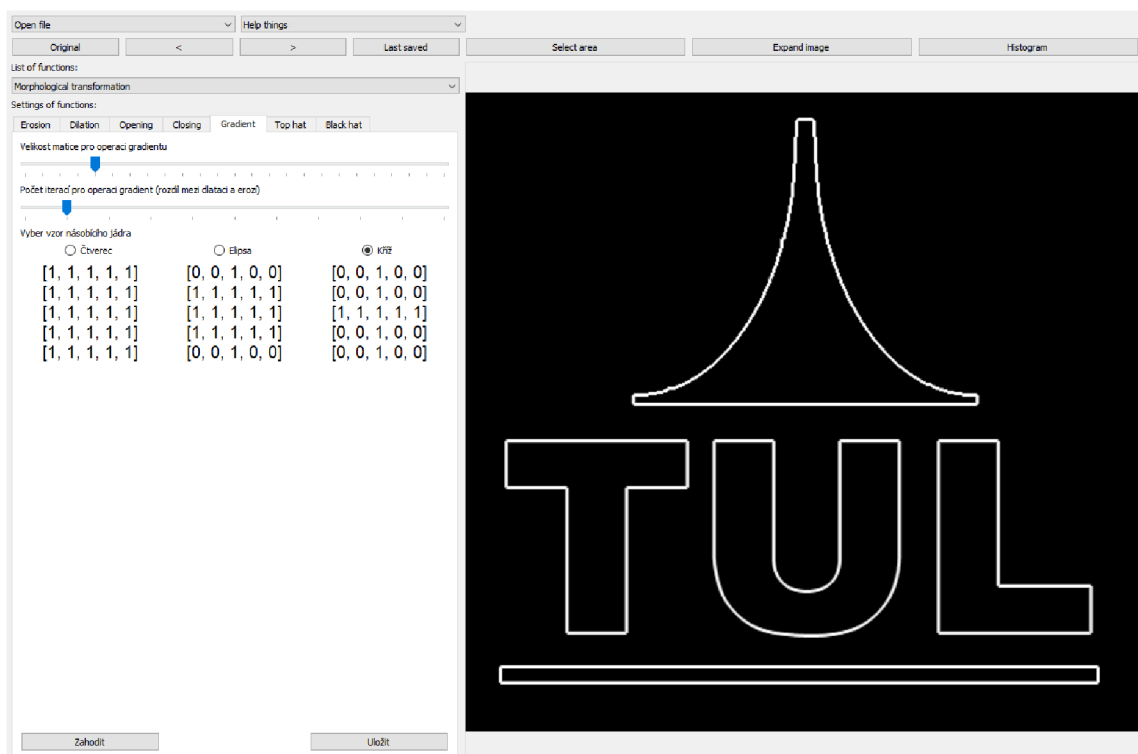 Open file
Help things
Original
<
>
Last saved
Select area
Expand image
Histogram
List of functions:
Morphological transformation
Settings of functions:
Erosion
Dilation
Opening
Closing
Gradient
Top hat
Black hat
Velikost matice pro operaci gradientu
Počet iterací pro operaci gradient (rozdíl mezi dlatací a erozí)
Vyber vzor násobícího jádra
Čtverec
Elipsa
Kříž
[1, 1, 1, 1, 1] [0, 0, 1, 0, 0] [0, 0, 1, 0, 0]
[1, 1, 1, 1, 1] [1, 1, 1, 1, 1] [0, 0, 1, 0, 0]
[1, 1, 1, 1, 1] [1, 1, 1, 1, 1] [1, 1, 1, 1, 1]
[1, 1, 1, 1, 1] [1, 1, 1, 1, 1] [0, 0, 1, 0, 0]
[1, 1, 1, 1, 1] [0, 0, 1, 0, 0] [0, 0, 1, 0, 0]
TUL
Zahodit
Uložit